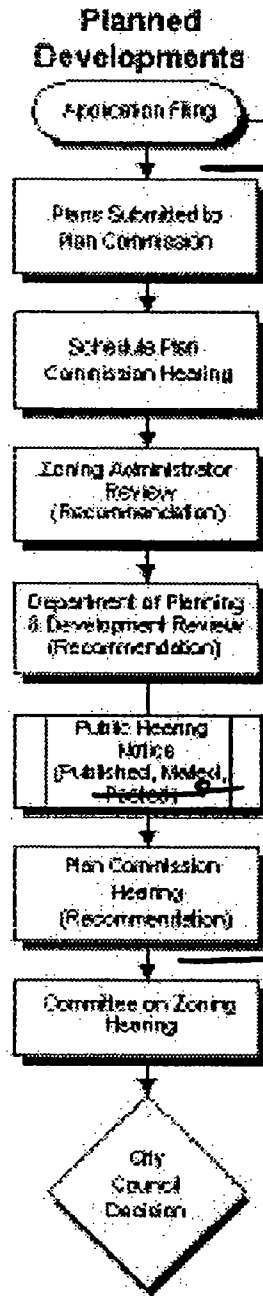 Planned
Developments
Application Filing
Plans Submitted to
Plan Commission
Schedule Plan
Commission Hearing
Zoning Administrator
Review
(Recommendation)
Department of Planning
& Development Review
(Recommendation)
Public Hearing
Notice
(Published, Mailed,
Posted)
Plan Commission
Hearing
(Recommendation)
Committee on Zoning
Hearing
City
Council
Decision